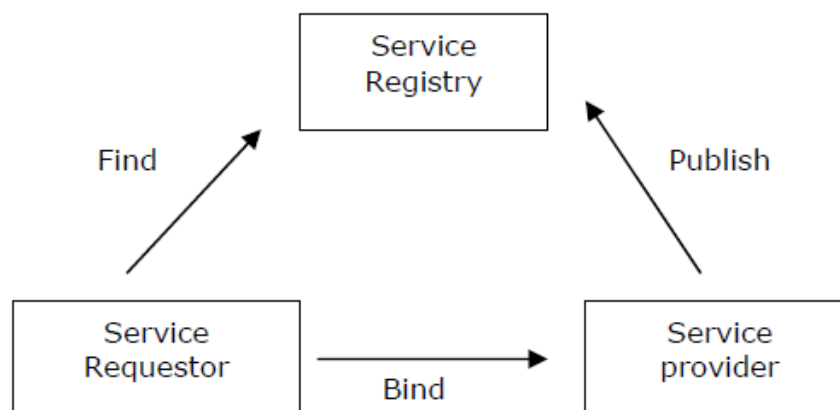 Service
Registry
Find
Publish
Service
Requestor
Bind
Service
provider